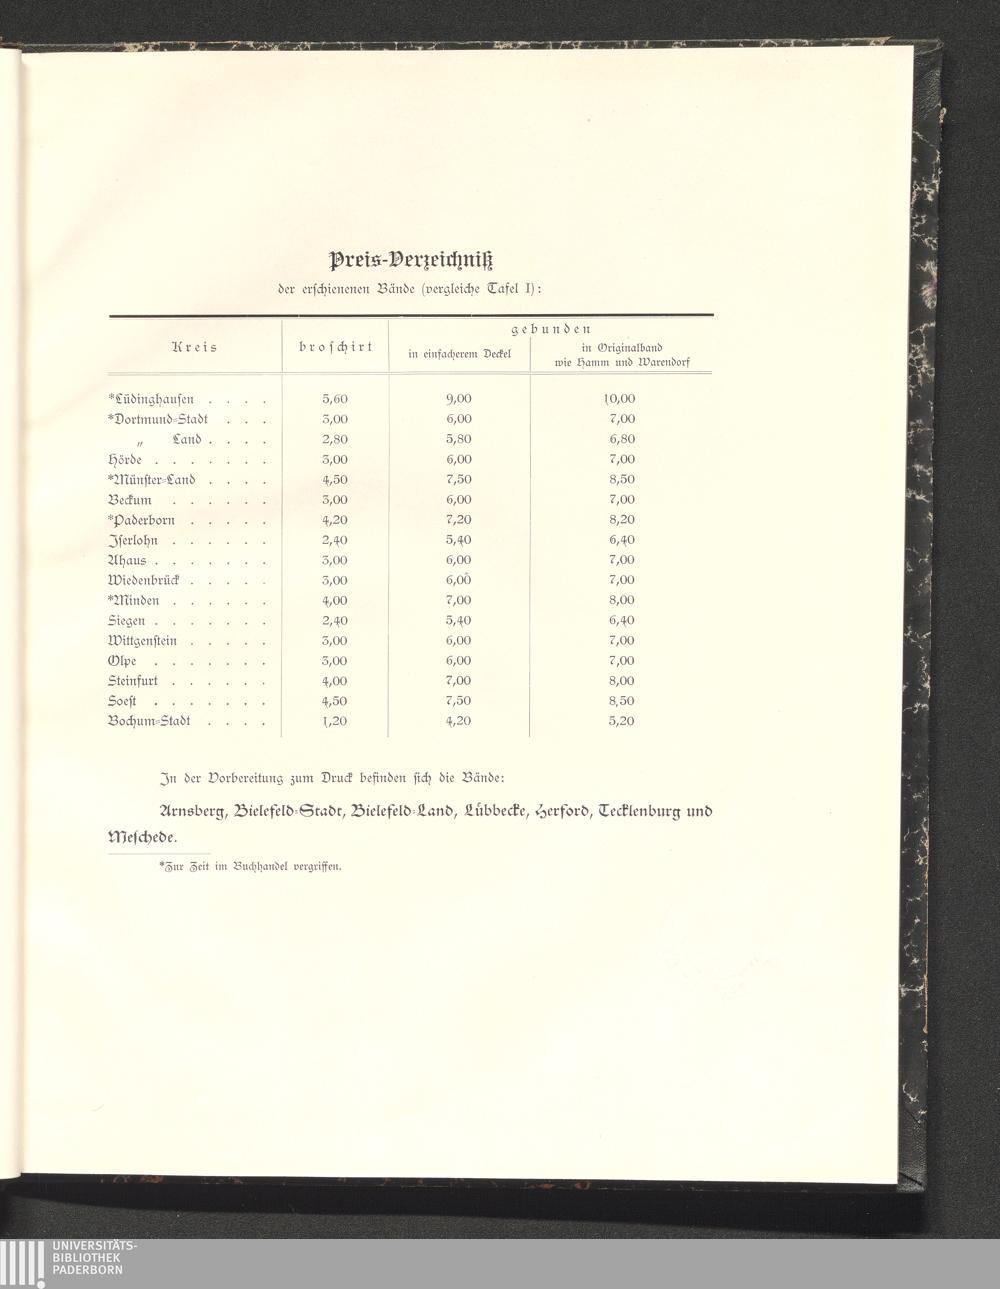 Preis-Verzeichniß
der erschienenen Bände (vergleiche Tafel I):
Kreis broschirt gebunden
in einfacherem Deckel in Originalband
wie Hamm und Warendorf
*Lüdinghausen . . . . 5,60 9,00 10,00
*Dortmund-Stadt . . . 3,00 6,00 7,00
„ Land . . . . 2,80 5,80 6,80
Hörde . . . . . . . 3,00 6,00 7,00
*Münster-Land . . . . 4,50 7,50 8,50
Beckum . . . . . . 3,00 6,00 7,00
*Paderborn . . . . . 4,20 7,20 8,20
Iserlohn . . . . . . 2,40 5,40 6,40
Ahaus . . . . . . . 3,00 6,00 7,00
Wiedenbrück . . . . . 3,00 6,00 7,00
*Minden . . . . . . 4,00 7,00 8,00
Siegen . . . . . . . 2,40 5,40 6,40
Wittgenstein . . . . . 3,00 6,00 7,00
Olpe . . . . . . . 3,00 6,00 7,00
Steinfurt . . . . . . 4,00 7,00 8,00
Soest . . . . . . . 4,50 7,50 8,50
Bochum-Stadt . . . . 1,20 4,20 5,20
In der Vorbereitung zum Druck befinden sich die Bände:
Arnsberg, Bielefeld-Stadt, Bielefeld-Land, Lübbecke, Herford, Tecklenburg und
Meschede.
*Zur Zeit im Buchhandel vergriffen.
UNIVERSITÄTS-
BIBLIOTHEK
PADERBORN